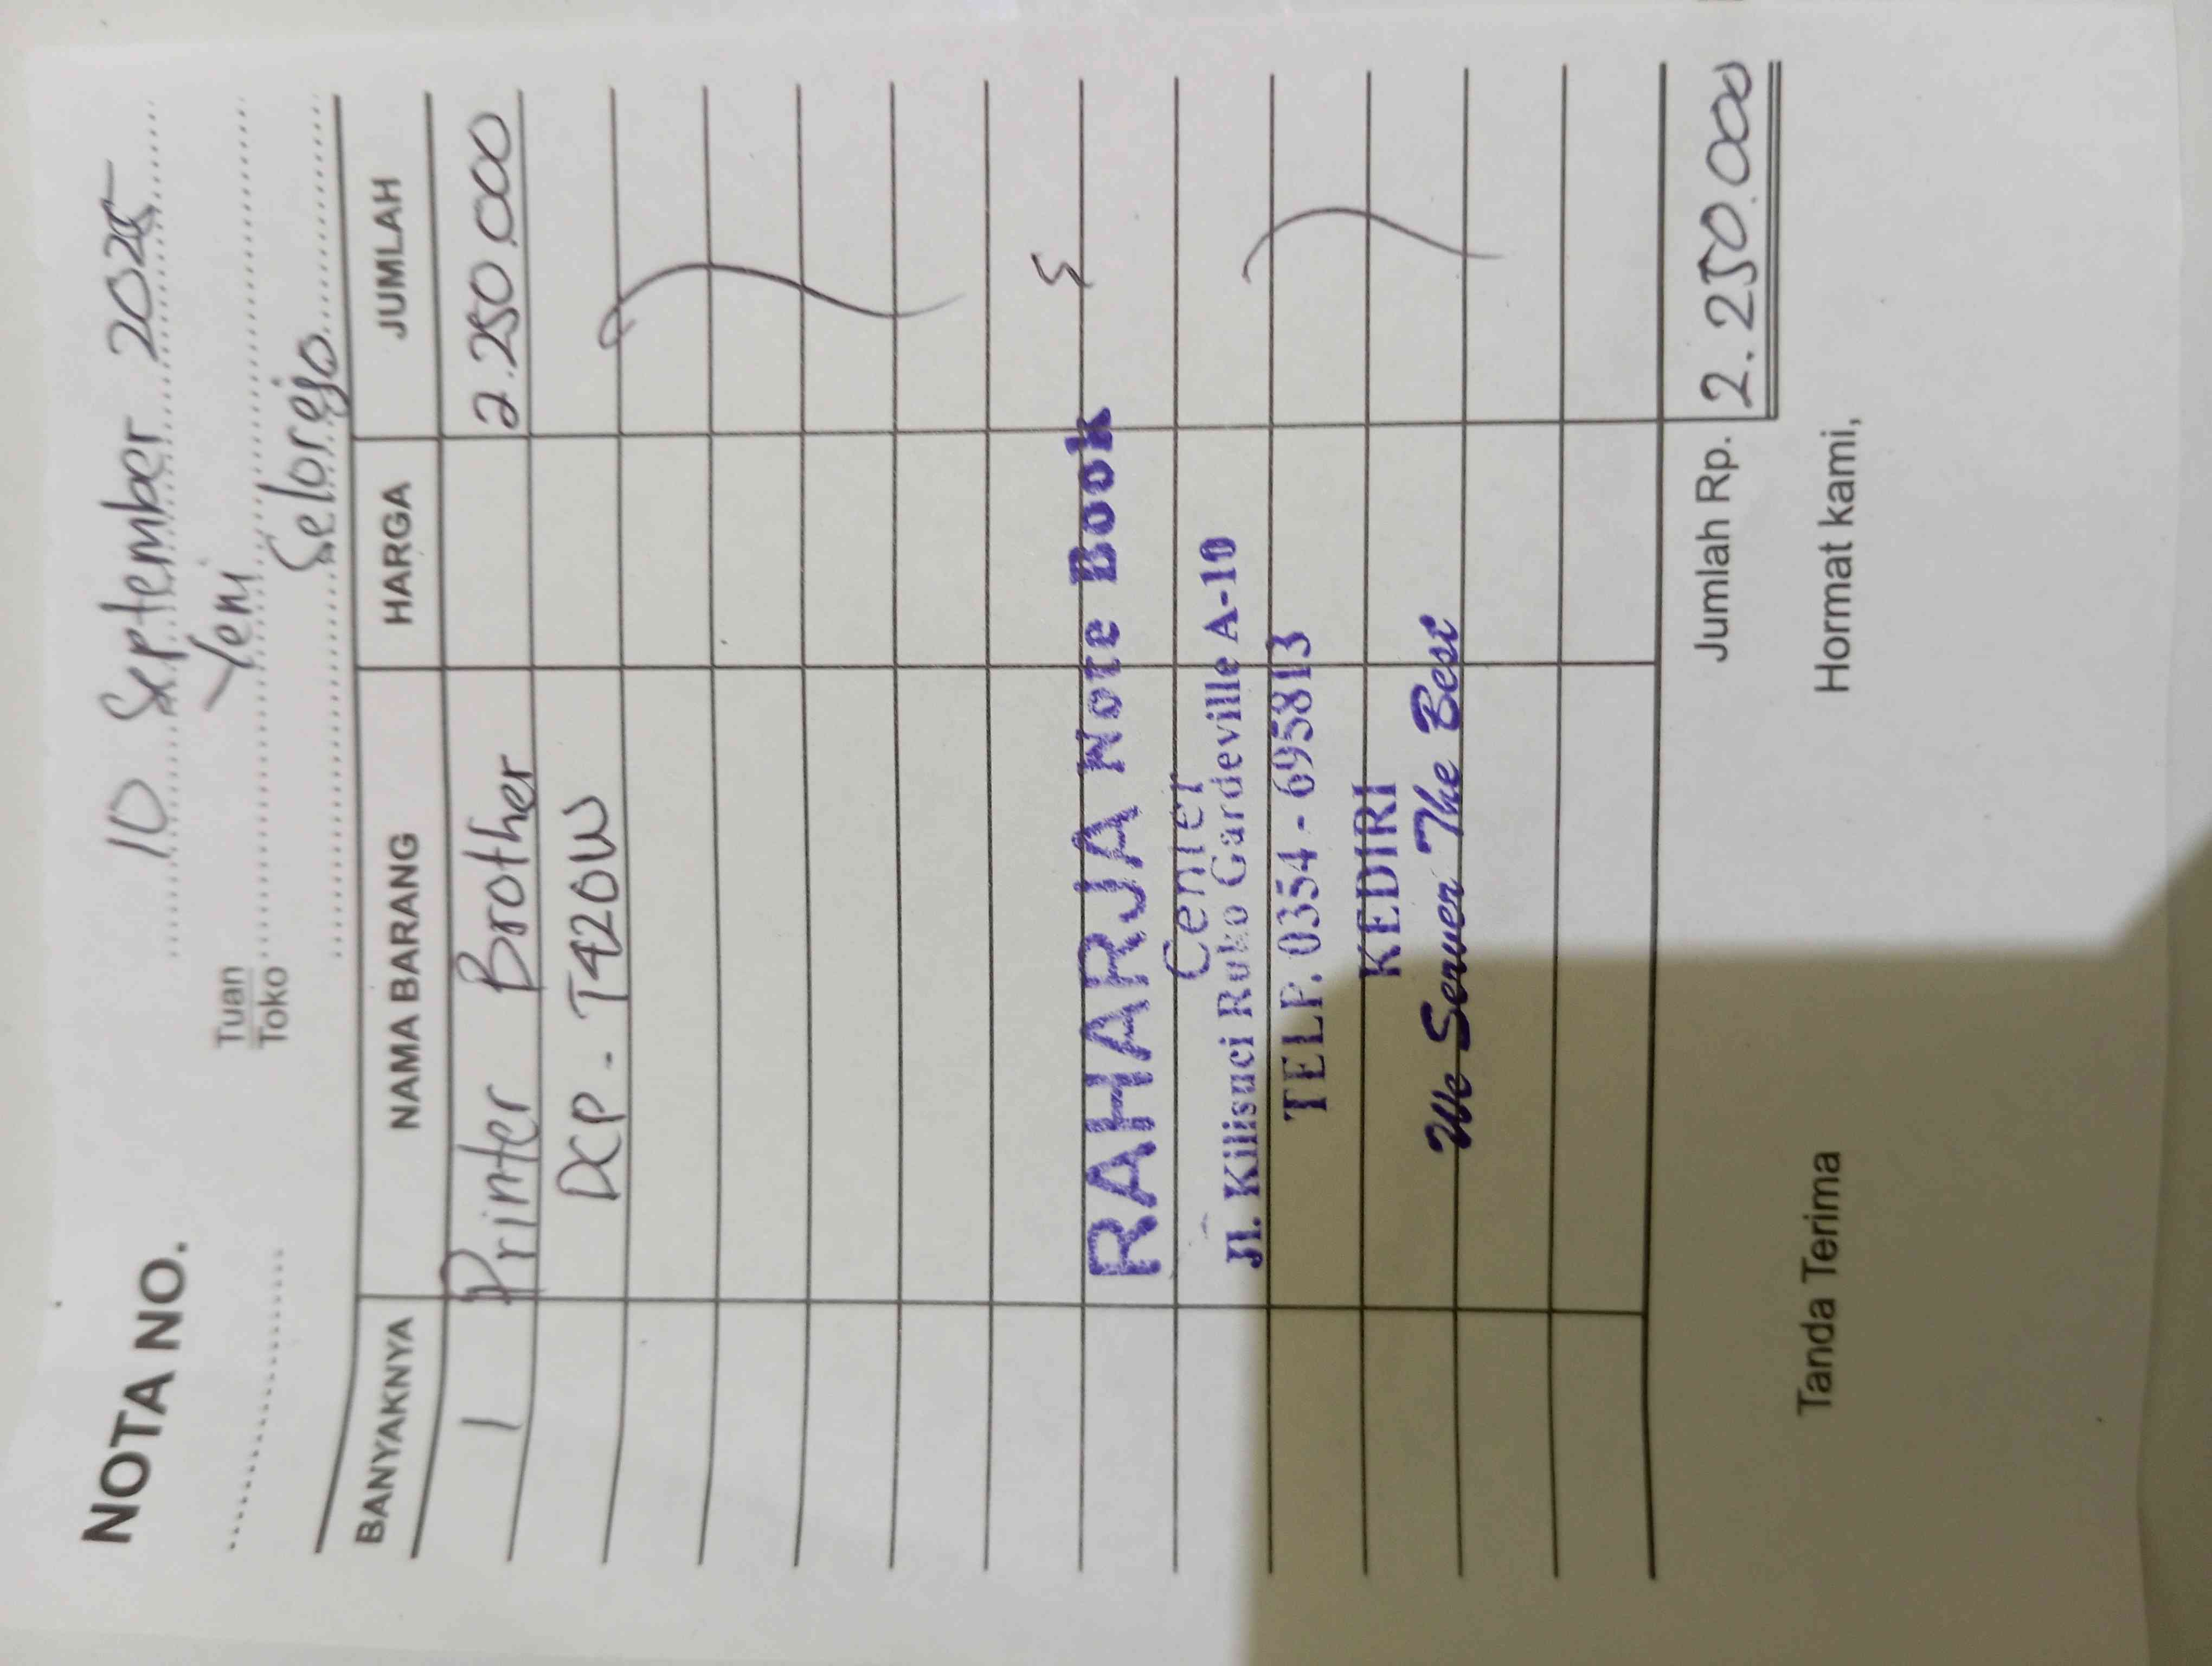 NOTA NO.
10 September 2025
Tuan
Toko
Yeni
Selorejo
BANYAKNYA NAMA BARANG HARGA JUMLAH
1 Printer Brother 2.250.000
DCP - T420W
RAHARJA Note Book
Center
Jl. Kilisuci Ruko Gardeville A-10
TELP. 0354 - 695813
KEDIRI
We Server The Best
Jumlah Rp. 2.250.000
Tanda Terima Hormat kami,